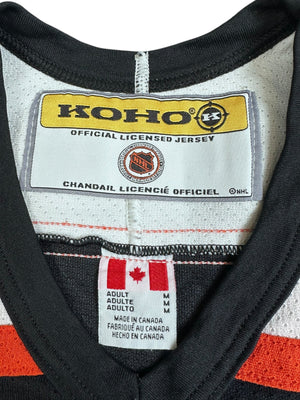 KOHO
OFFICIAL LICENSED JERSEY
NHL
CHANDAIL LICENCIÉ OFFICIEL
©NHL
ADULT M
ADULTE M
ADULTO M
MADE IN CANADA
FABRIQUÉ AU CANADA
HECHO EN CANADA